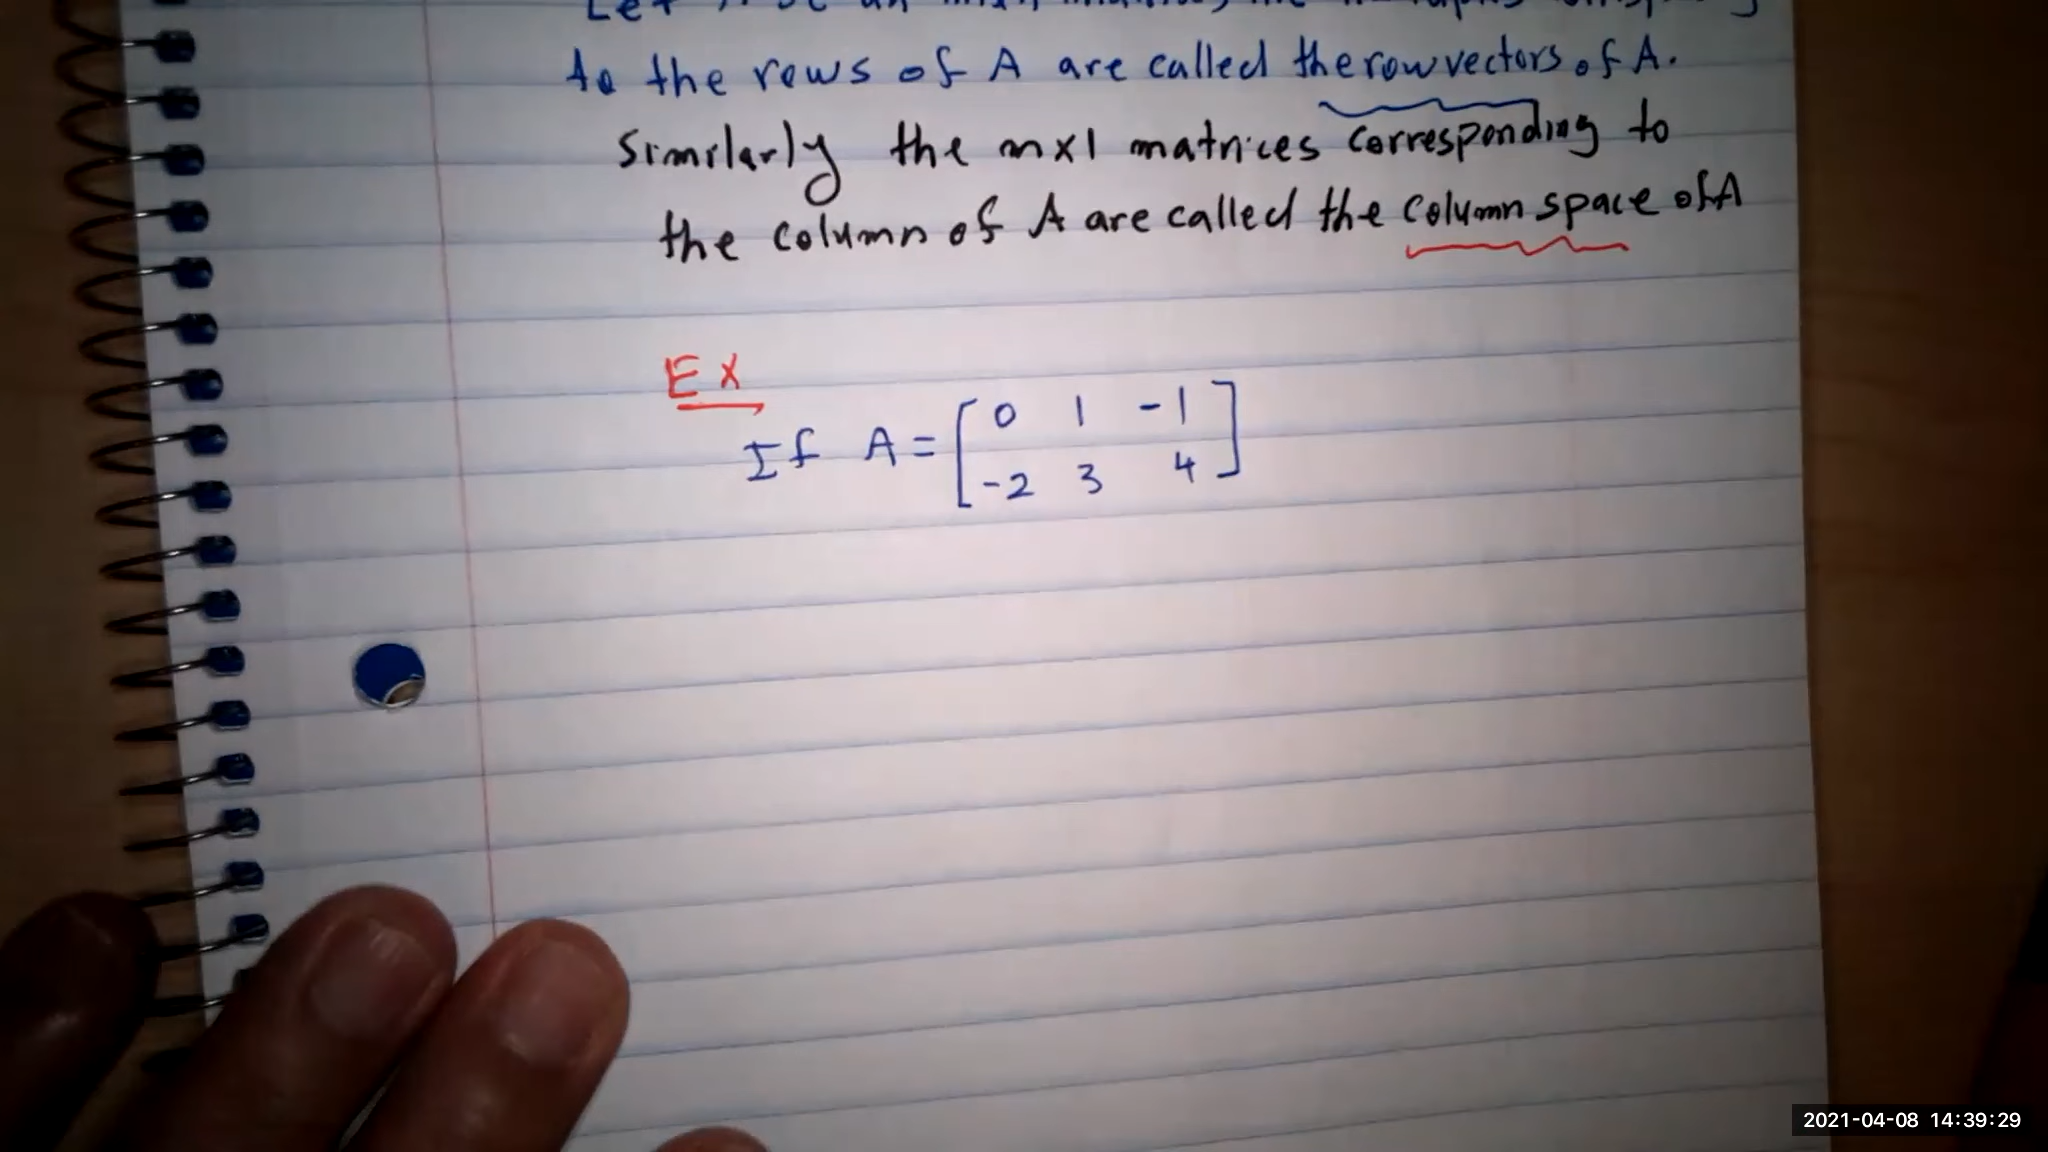 Let
to the rows of A are called the row vectors of A.
Similarly the mx1 matrices corresponding to
the column of A are called the column space of A
Ex
If A = [ 0 1 -1
-2 3 4 ]
2021-04-08 14:39:29